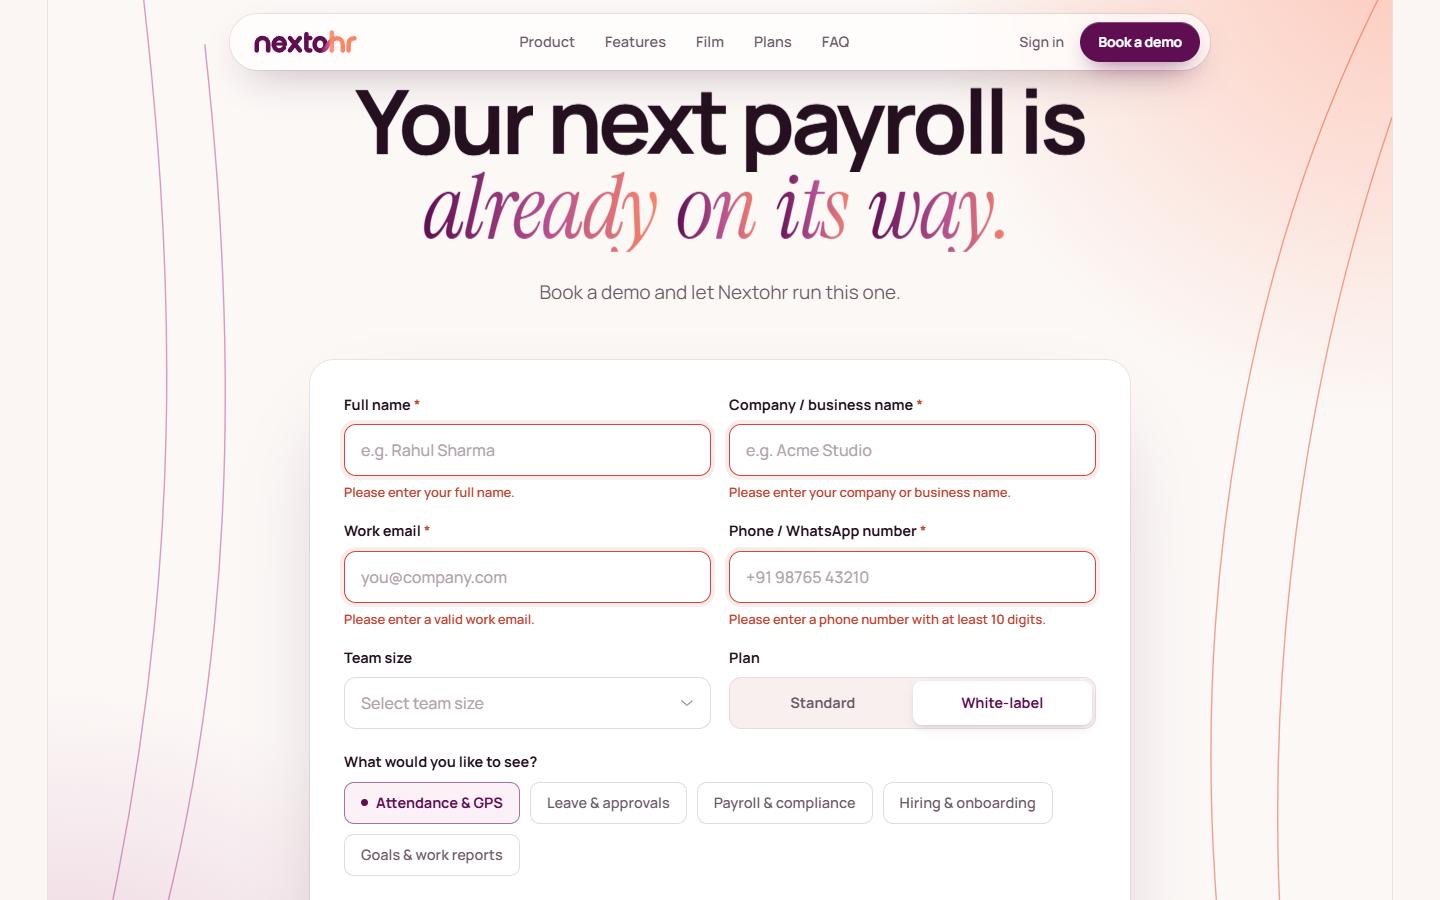 nextohr
Product Features Film Plans FAQ
Sign in Book a demo
Your next payroll is
already on its way.
Book a demo and let Nextohr run this one.
Full name * Company / business name *
e.g. Rahul Sharma e.g. Acme Studio
Please enter your full name. Please enter your company or business name.
Work email * Phone / WhatsApp number *
you@company.com +91 98765 43210
Please enter a valid work email. Please enter a phone number with at least 10 digits.
Team size Plan
Select team size Standard White-label
What would you like to see?
Attendance & GPS Leave & approvals Payroll & compliance Hiring & onboarding
Goals & work reports